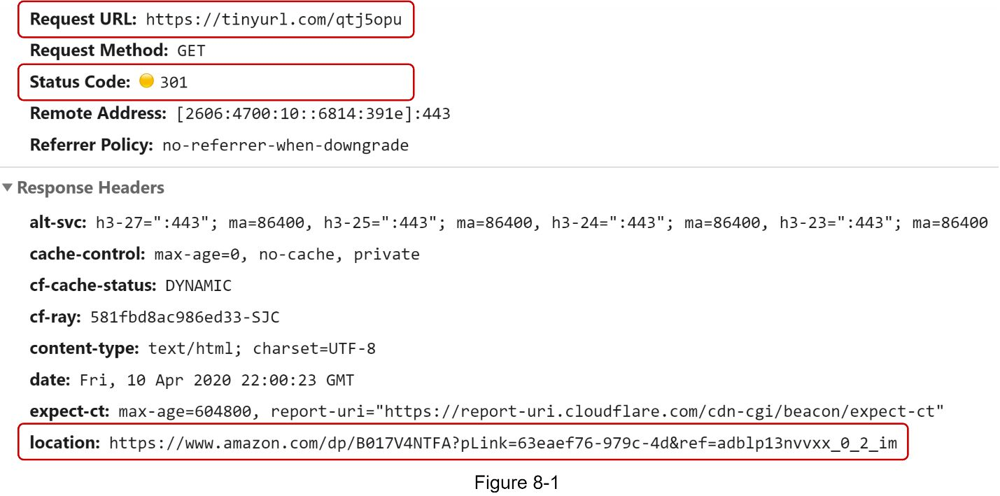 Request URL: https://tinyurl.com/qtj5opu
Request Method: GET
Status Code: 301
Remote Address: [2606:4700:10::6814:391e]:443
Referrer Policy: no-referrer-when-downgrade
Response Headers
alt-svc: h3-27=":443"; ma=86400, h3-25=":443"; ma=86400, h3-24=":443"; ma=86400, h3-23=":443"; ma=86400
cache-control: max-age=0, no-cache, private
cf-cache-status: DYNAMIC
cf-ray: 581fbd8ac986ed33-SJC
content-type: text/html; charset=UTF-8
date: Fri, 10 Apr 2020 22:00:23 GMT
expect-ct: max-age=604800, report-uri="https://report-uri.cloudflare.com/cdn-cgi/beacon/expect-ct"
location: https://www.amazon.com/dp/B017V4NTFA?pLink=63eaef76-979c-4d&ref=adblp13nvvxx_0_2_im
Figure 8-1